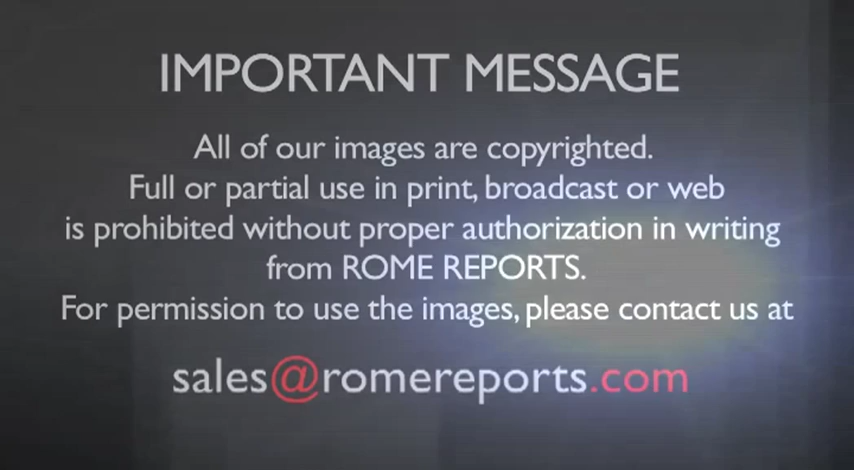 IMPORTANT MESSAGE
All of our images are copyrighted.
Full or partial use in print, broadcast or web
is prohibited without proper authorization in writing
from ROME REPORTS.
For permission to use the images, please contact us at
sales@romereports.com